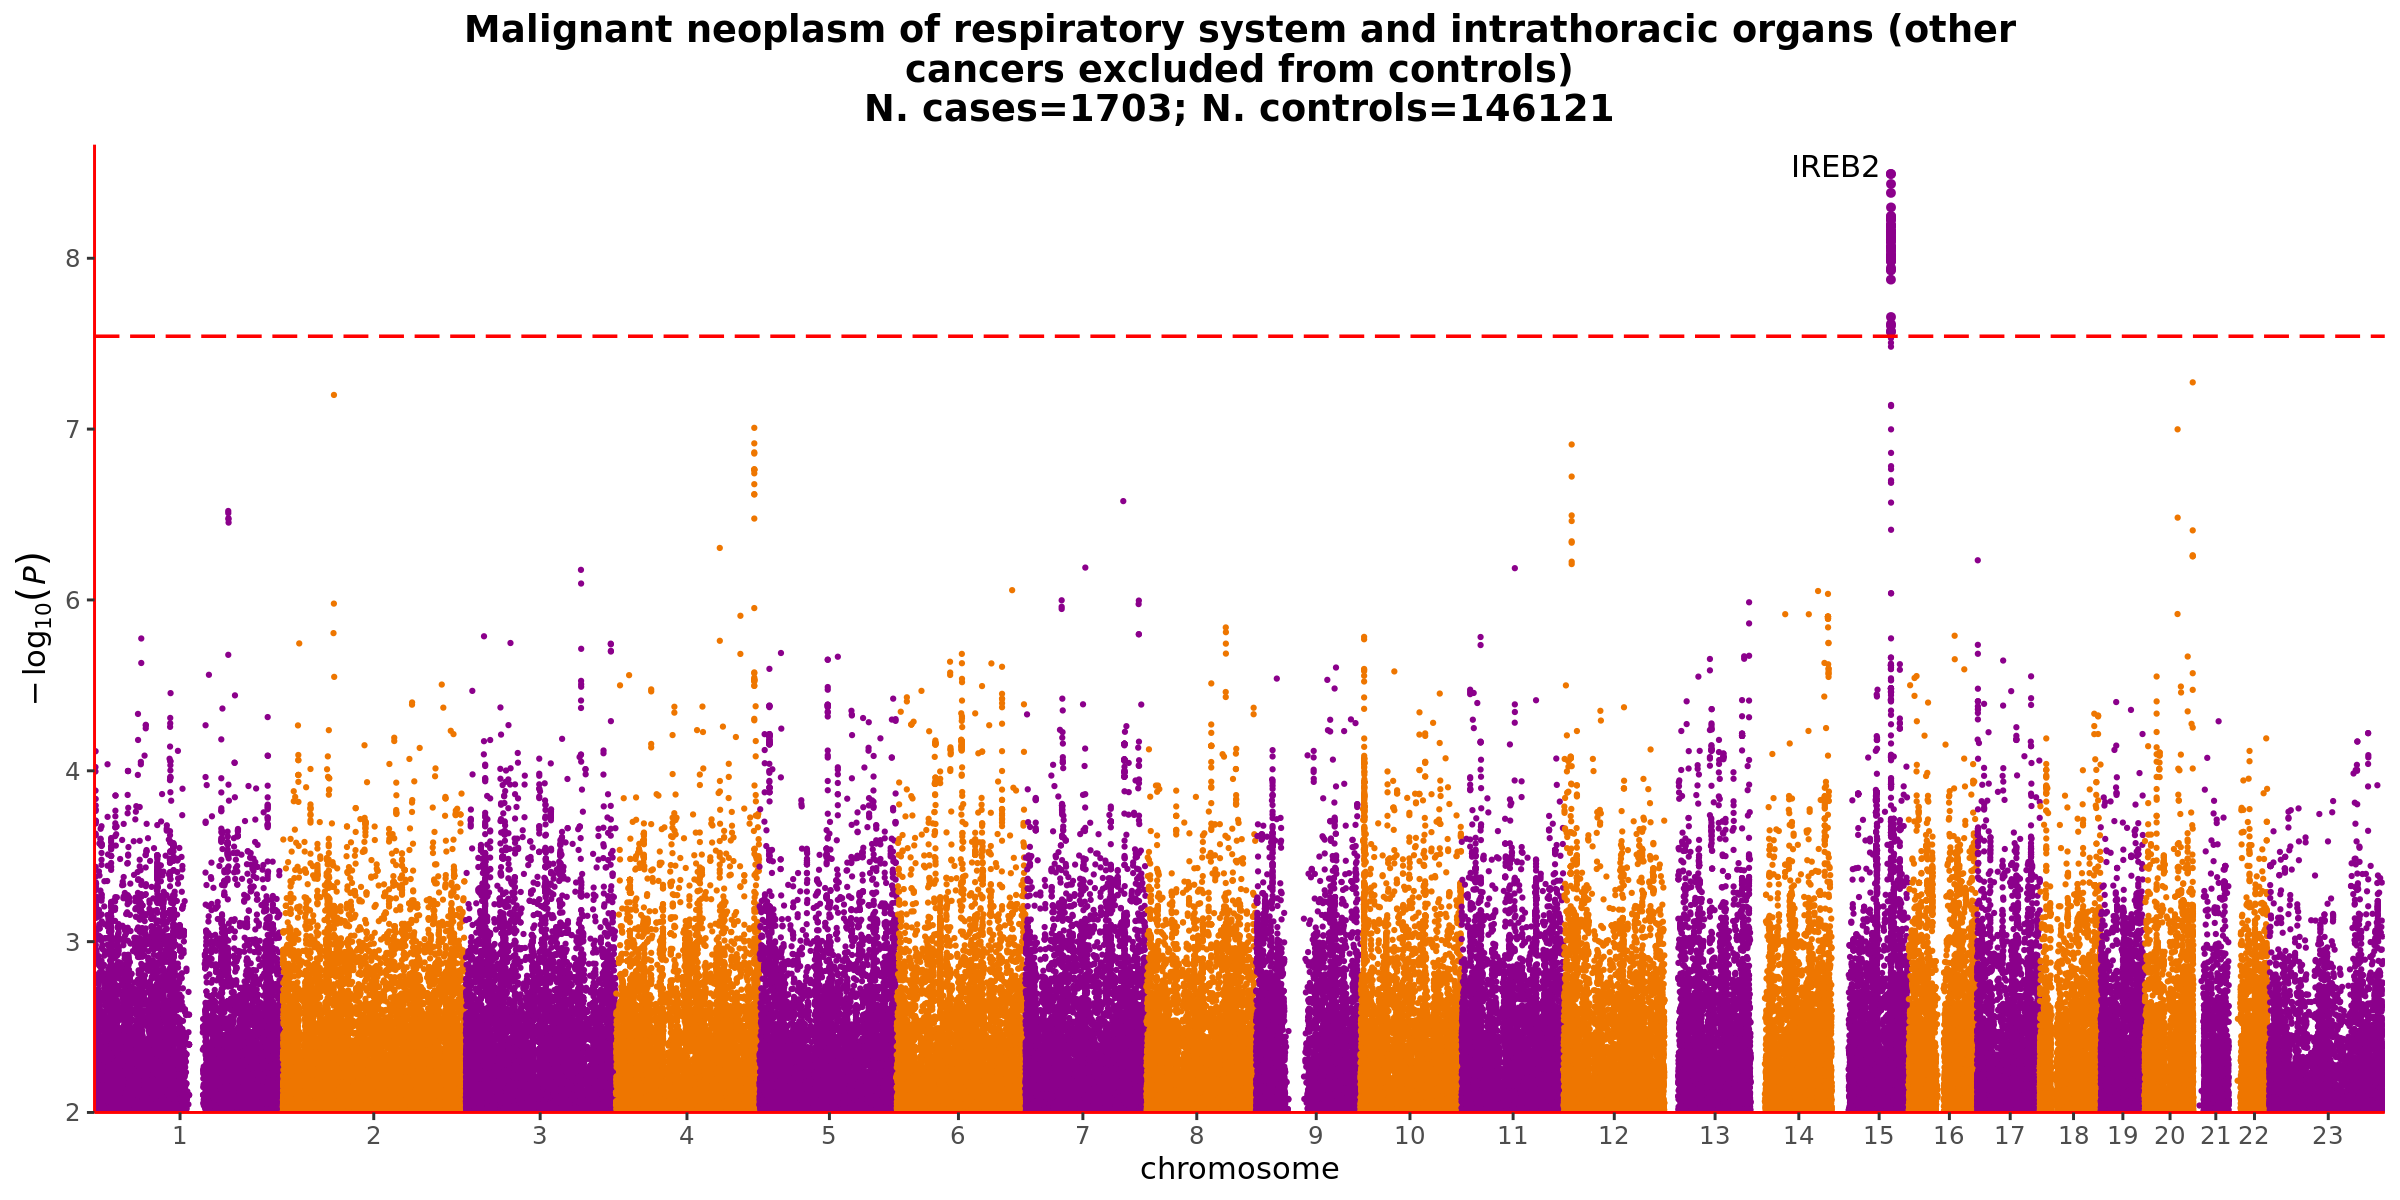 Malignant neoplasm of respiratory system and intrathoracic organs (other
cancers excluded from controls)
N. cases=1703; N. controls=146121
IREB2
8
7
6
5
4
3
2
−log10(P)
1 2 3 4 5 6 7 8 9 10 11 12 13 14 15 16 17 18 19 20 21 22 23
chromosome